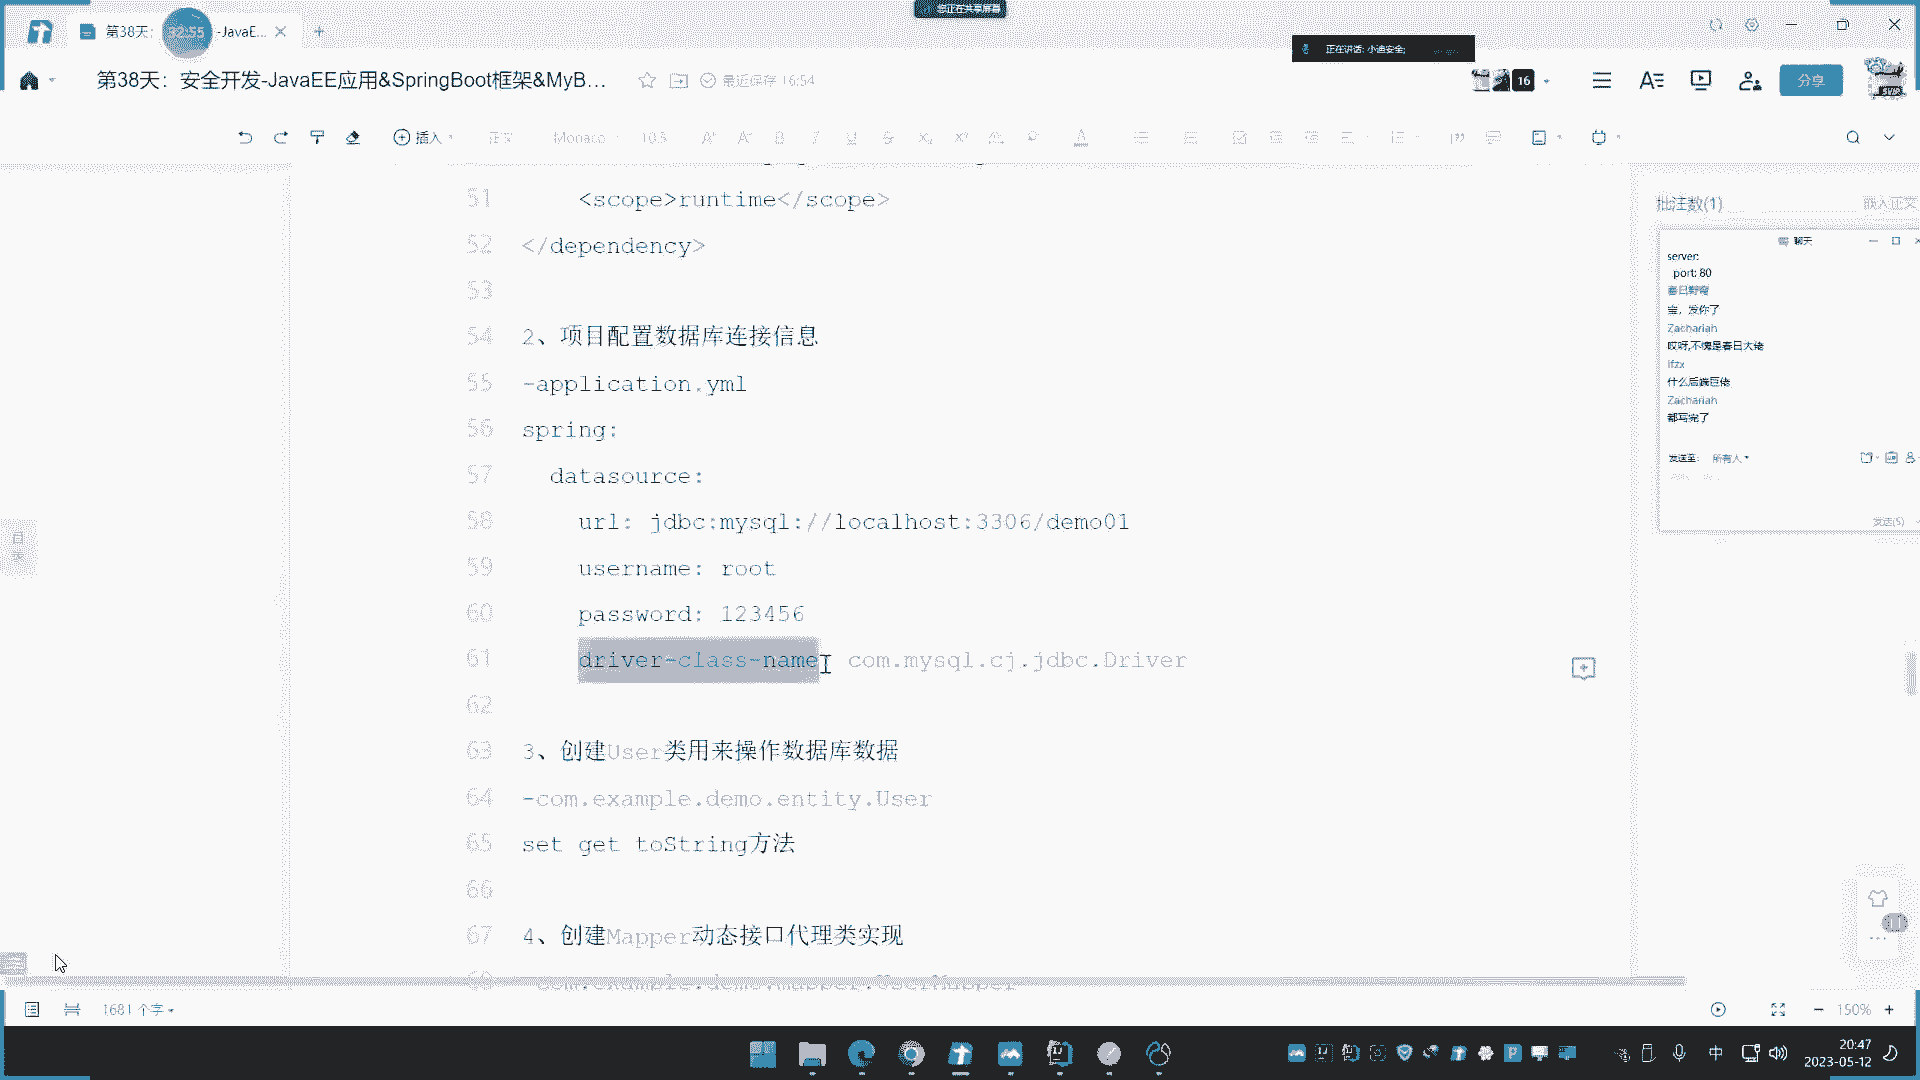 您正在共享屏幕
第38天:
32:55
-JavaE...
正在讲话: 小迪安全;
第38天：安全开发-JavaEE应用&SpringBoot框架&MyB...
最近保存 16:54
16
分享
插入
正文
Monaco
10.5
51 <scope>runtime</scope>
52 </dependency>
53
54 2、项目配置数据库连接信息
55 -application.yml
56 spring:
57 datasource:
58 url: jdbc:mysql://localhost:3306/demo01
59 username: root
60 password: 123456
61 driver-class-name: com.mysql.cj.jdbc.Driver
62
63 3、创建User类用来操作数据库数据
64 -com.example.demo.entity.User
65 set get toString方法
66
67 4、创建Mapper动态接口代理类实现
68 -com.example.demo.mapper.UserMapper
目录
批注数(1)
嵌入正文
聊天
server:
port: 80
春日野穹
宝，发你了
Zachariah
哎呀,不愧是春日大佬
ifzx
什么后端巨佬
Zachariah
都写完了
发送至: 所有人
发送(S)
1681 个字
150%
中
20:47
2023-05-12